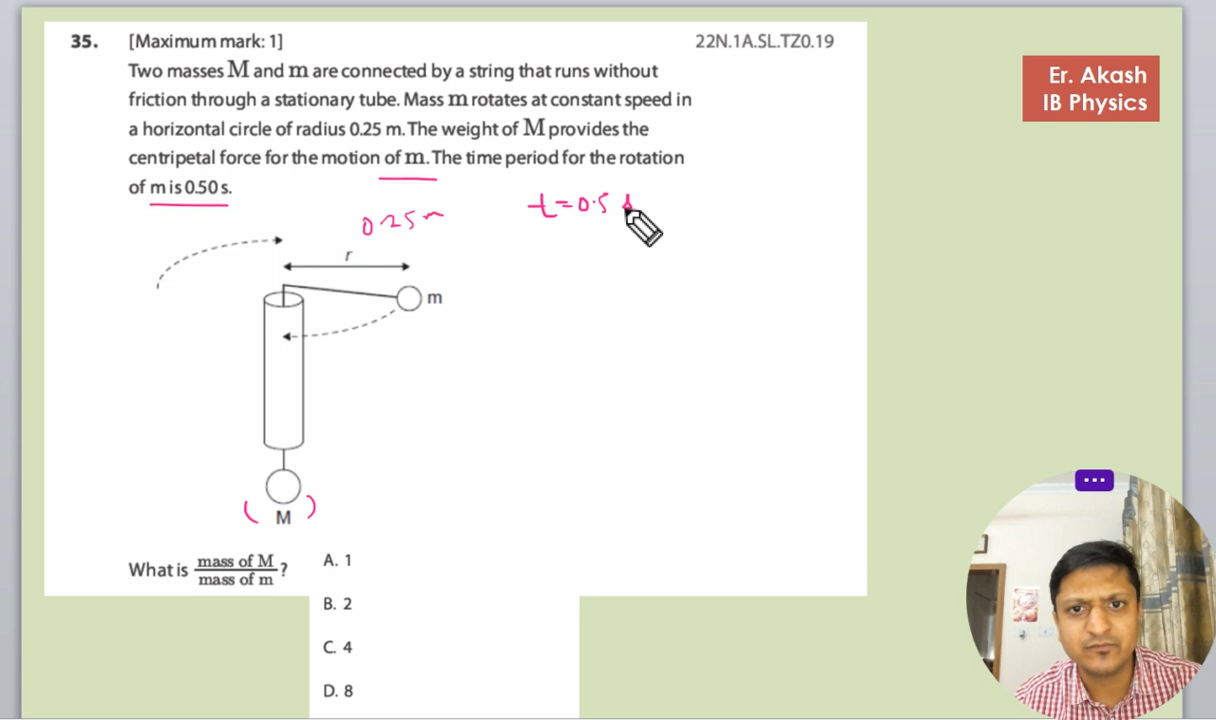 35. [Maximum mark: 1] 22N.1A.SL.TZ0.19
Er. Akash
IB Physics
Two masses M and m are connected by a string that runs without
friction through a stationary tube. Mass m rotates at constant speed in
a horizontal circle of radius 0.25 m. The weight of M provides the
centripetal force for the motion of m. The time period for the rotation
of m is 0.50 s.
t=0.5 s
0.25 m
r
m
( M )
What is mass of M / mass of m ?
A. 1
B. 2
C. 4
D. 8